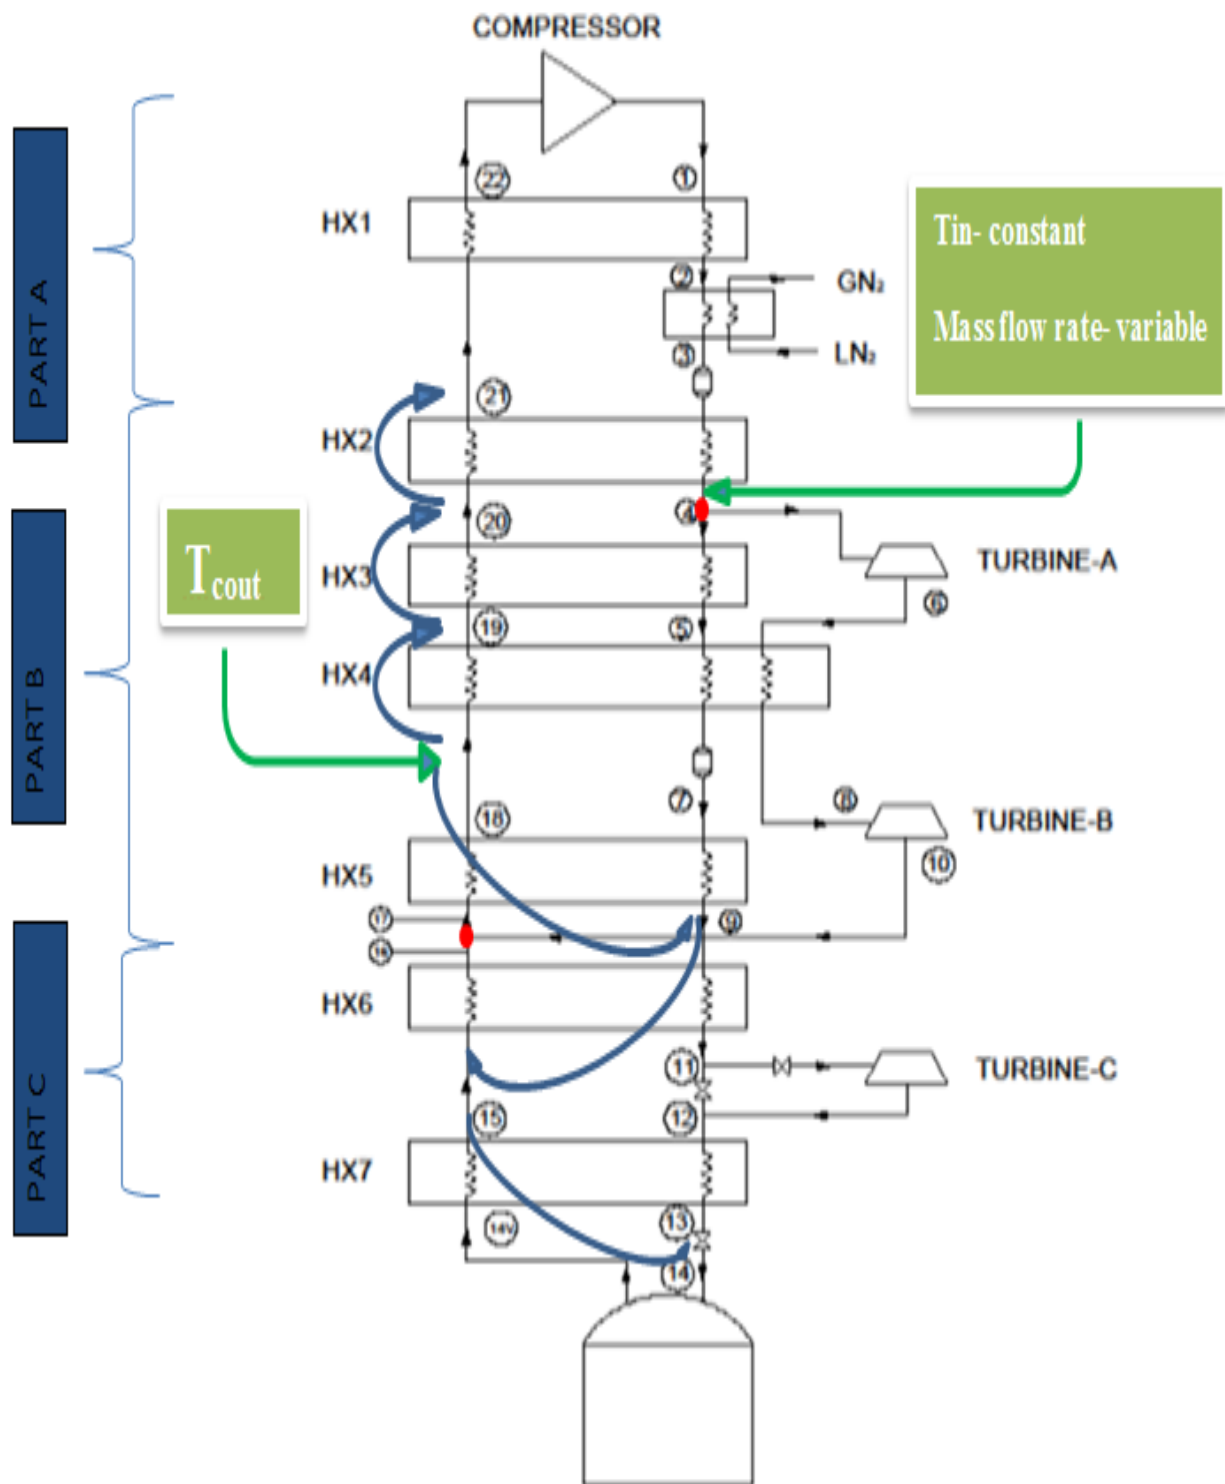 COMPRESSOR
22
1
HX1
2
GN₂
LN₂
3
Tin- constant
Mass flow rate- variable
PART A
21
HX2
4
20
TURBINE-A
HX3
6
T_cout
19
5
HX4
PART B
7
8
18
TURBINE-B
10
HX5
17
9
16
HX6
11
TURBINE-C
15
12
PART C
HX7
14V
13
14